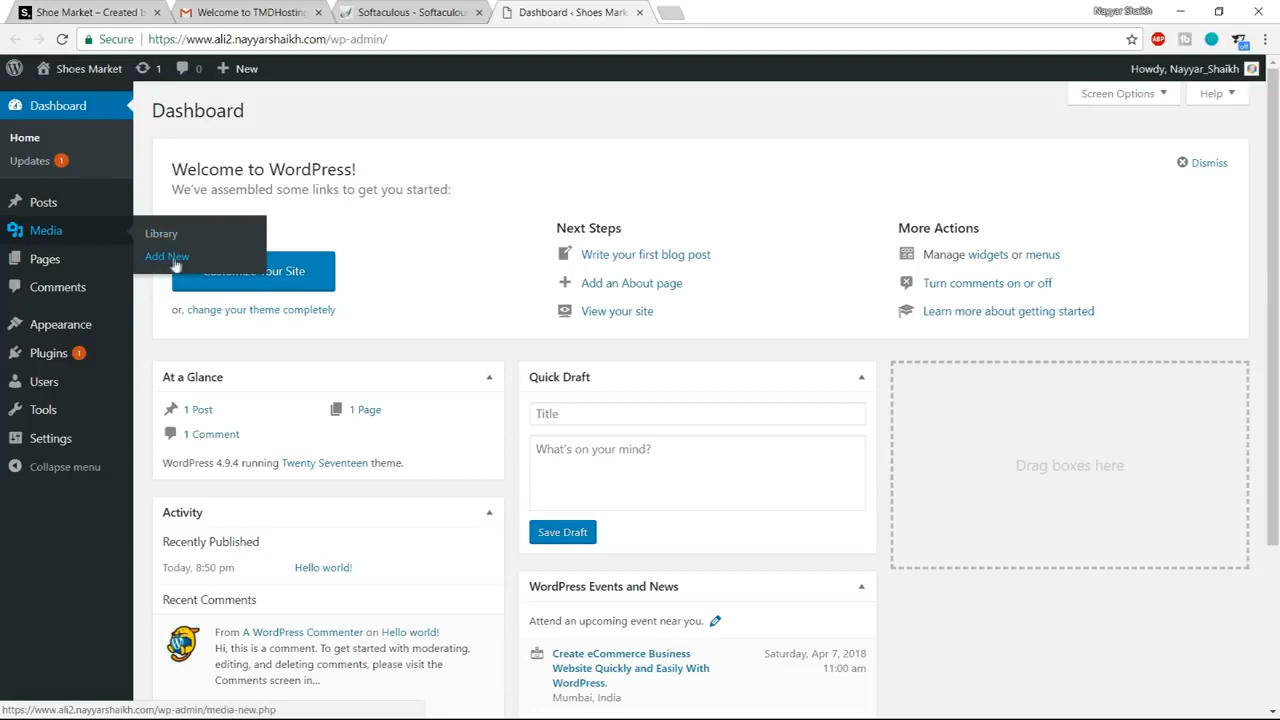 Shoe Market – Created b
Welcome to TMDHosting
Softaculous - Softaculou
Dashboard ‹ Shoes Mark
Nayyar Shaikh
Secure
https://www.ali2.nayyarshaikh.com/wp-admin/
ABP
off
Shoes Market
1
0
New
Howdy, Nayyar_Shaikh
Dashboard
Home
Updates 1
Posts
Media
Pages
Comments
Appearance
Plugins 1
Users
Tools
Settings
Collapse menu
Library
Add New
Dashboard
Screen Options
Help
Welcome to WordPress!
We've assembled some links to get you started:
Dismiss
Customize Your Site
or, change your theme completely
Next Steps
Write your first blog post
Add an About page
View your site
More Actions
Manage widgets or menus
Turn comments on or off
Learn more about getting started
At a Glance
1 Post
1 Page
1 Comment
WordPress 4.9.4 running Twenty Seventeen theme.
Activity
Recently Published
Today, 8:50 pm
Hello world!
Recent Comments
From A WordPress Commenter on Hello world!
Hi, this is a comment. To get started with moderating,
editing, and deleting comments, please visit the
Comments screen in...
Quick Draft
Title
What's on your mind?
Save Draft
WordPress Events and News
Attend an upcoming event near you.
Create eCommerce Business
Website Quickly and Easily With
WordPress.
Mumbai, India
Saturday, Apr 7, 2018
11:00 am
Drag boxes here
https://www.ali2.nayyarshaikh.com/wp-admin/media-new.php